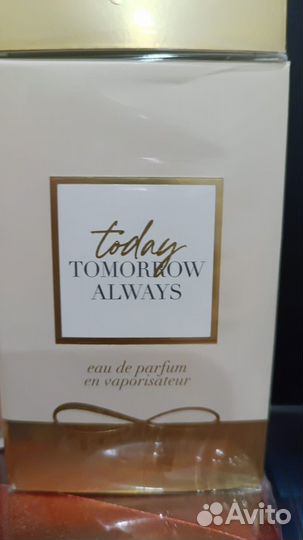 today
TOMORROW
ALWAYS
eau de parfum
en vaporisateur
Avito